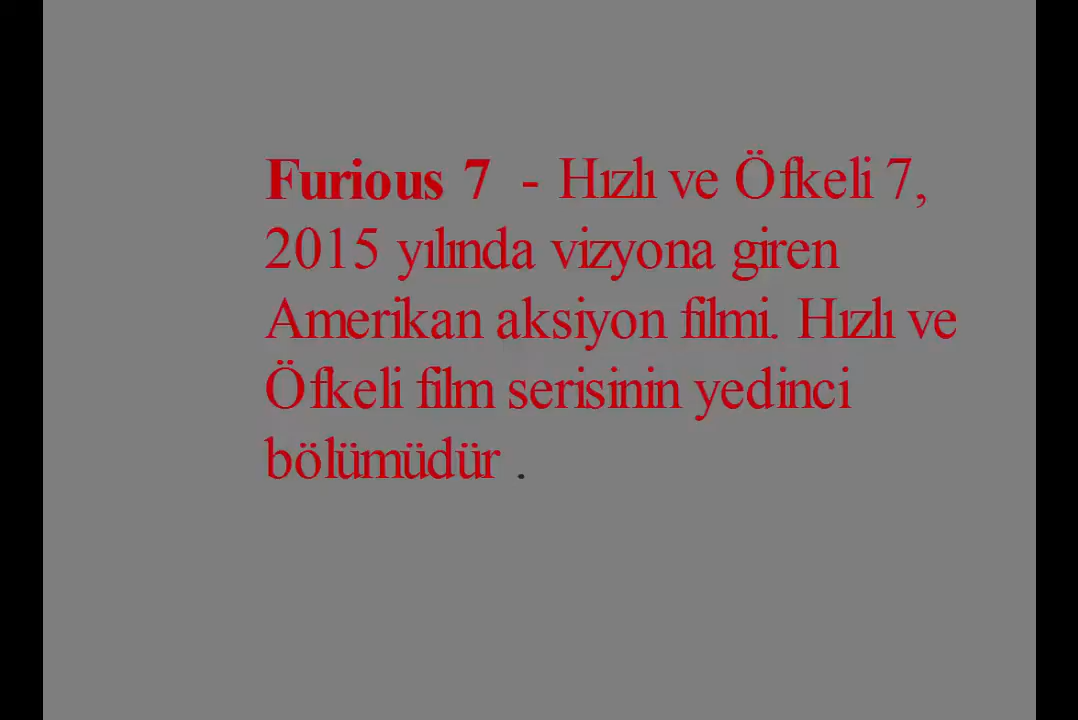 Furious 7 - Hızlı ve Öfkeli 7,
2015 yılında vizyona giren
Amerikan aksiyon filmi. Hızlı ve
Öfkeli film serisinin yedinci
bölümüdür .